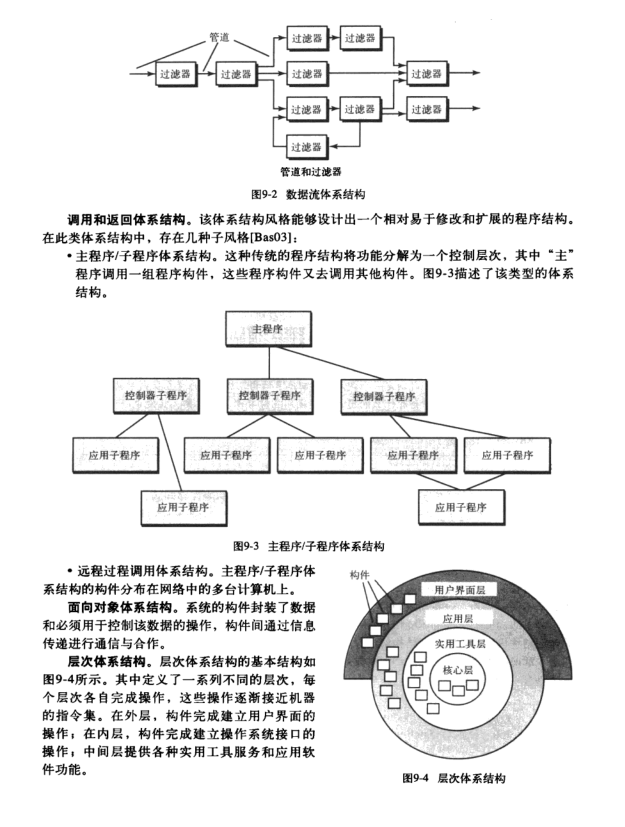 管道
过滤器 过滤器
过滤器 过滤器 过滤器 过滤器 过滤器
过滤器 过滤器 过滤器
过滤器
管道和过滤器
图9-2 数据流体系结构
调用和返回体系结构。该体系结构风格能够设计出一个相对易于修改和扩展的程序结构。
在此类体系结构中，存在几种子风格[Bas03]：
• 主程序/子程序体系结构。这种传统的程序结构将功能分解为一个控制层次，其中“主”
程序调用一组程序构件，这些程序构件又去调用其他构件。图9-3描述了该类型的体系
结构。
主程序
控制器子程序 控制器子程序 控制器子程序
应用子程序 应用子程序 应用子程序 应用子程序 应用子程序
应用子程序 应用子程序
图9-3 主程序/子程序体系结构
• 远程过程调用体系结构。主程序/子程序体
系结构的构件分布在网络中的多台计算机上。
面向对象体系结构。系统的构件封装了数据
和必须用于控制该数据的操作，构件间通过信息
传递进行通信与合作。
层次体系结构。层次体系结构的基本结构如
图9-4所示。其中定义了一系列不同的层次，每
个层次各自完成操作，这些操作逐渐接近机器
的指令集。在外层，构件完成建立用户界面的
操作；在内层，构件完成建立操作系统接口的
操作；中间层提供各种实用工具服务和应用软
件功能。
构件
用户界面层
应用层
实用工具层
核心层
图9-4 层次体系结构